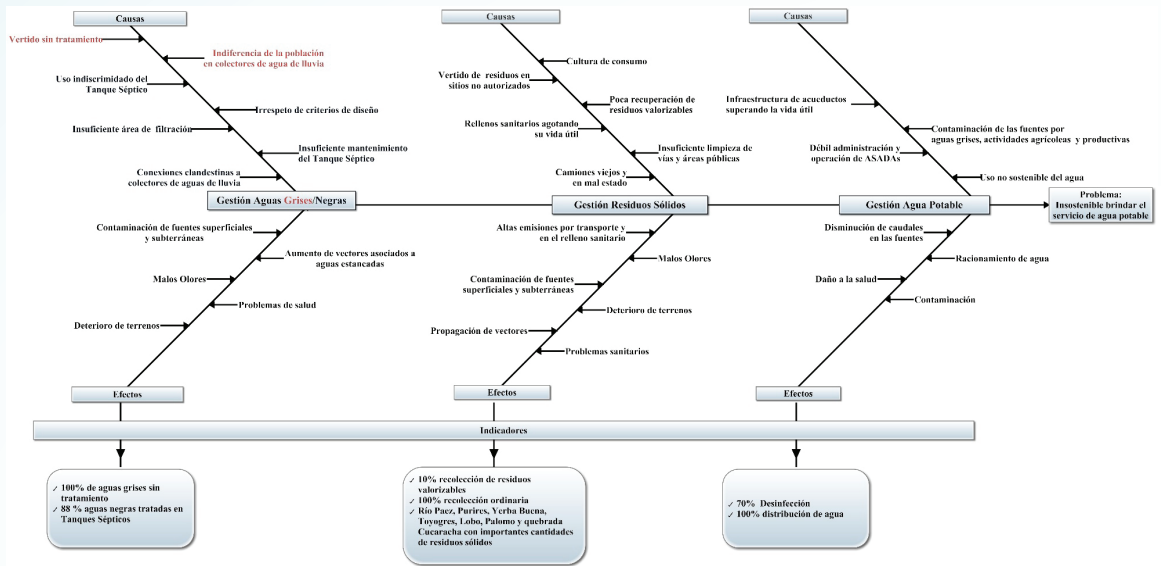 Causas
Vertido sin tratamiento
Indiferencia de la población
en colectores de agua de lluvia
Uso indiscrimidado del
Tanque Séptico
Irrespeto de criterios de diseño
Insuficiente área de filtración
Insuficiente mantenimiento
del Tanque Séptico
Conexiones clandestinas a
colectores de aguas de lluvia
Gestión Aguas Grises/Negras
Contaminación de fuentes superficiales
y subterráneas
Aumento de vectores asociados a
aguas estancadas
Malos Olores
Problemas de salud
Deterioro de terrenos
Efectos
Causas
Cultura de consumo
Vertido de residuos en
sitios no autorizados
Poca recuperación de
residuos valorizables
Rellenos sanitarios agotando
su vida útil
Insuficiente limpieza de
vías y áreas públicas
Camiones viejos y
en mal estado
Gestión Residuos Sólidos
Altas emisiones por transporte y
en el relleno sanitario
Malos Olores
Contaminación de fuentes
superficiales y subterráneas
Deterioro de terrenos
Propagación de vectores
Problemas sanitarios
Efectos
Causas
Infraestructura de acueductos
superando la vida útil
Contaminación de las fuentes por
aguas grises, actividades agrícolas y productivas
Débil administración y
operación de ASADAs
Uso no sostenible del agua
Gestión Agua Potable
Problema:
Insostenible brindar el
servicio de agua potable
Disminución de caudales
en las fuentes
Racionamiento de agua
Daño a la salud
Contaminación
Efectos
Indicadores
✓ 100% de aguas grises sin
tratamiento
✓ 88 % aguas negras tratadas en
Tanques Sépticos
✓ 10% recolección de residuos
valorizables
✓ 100% recolección ordinaria
✓ Río Paez, Purires, Yerba Buena,
Toyogres, Lobo, Palomo y quebrada
Cucaracha con importantes cantidades
de residuos sólidos
✓ 70% Desinfección
✓ 100% distribución de agua